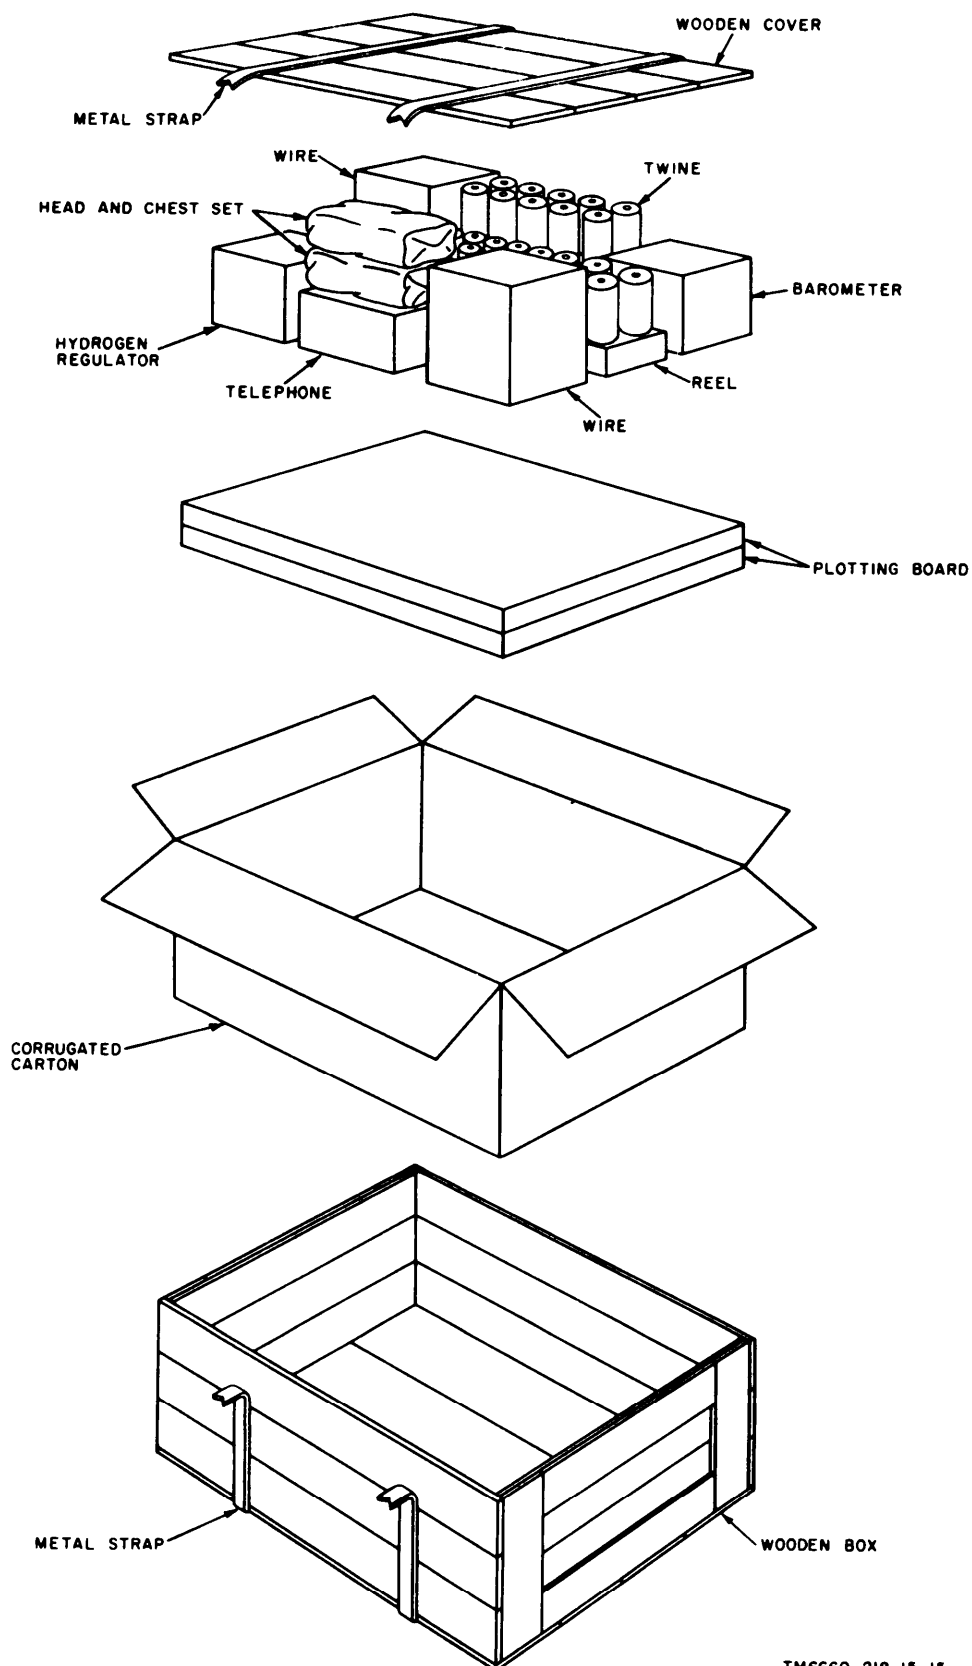 WOODEN COVER
METAL STRAP
WIRE
TWINE
HEAD AND CHEST SET
BAROMETER
HYDROGEN
REGULATOR
TELEPHONE
REEL
WIRE
PLOTTING BOARD
CORRUGATED
CARTON
METAL STRAP
WOODEN BOX